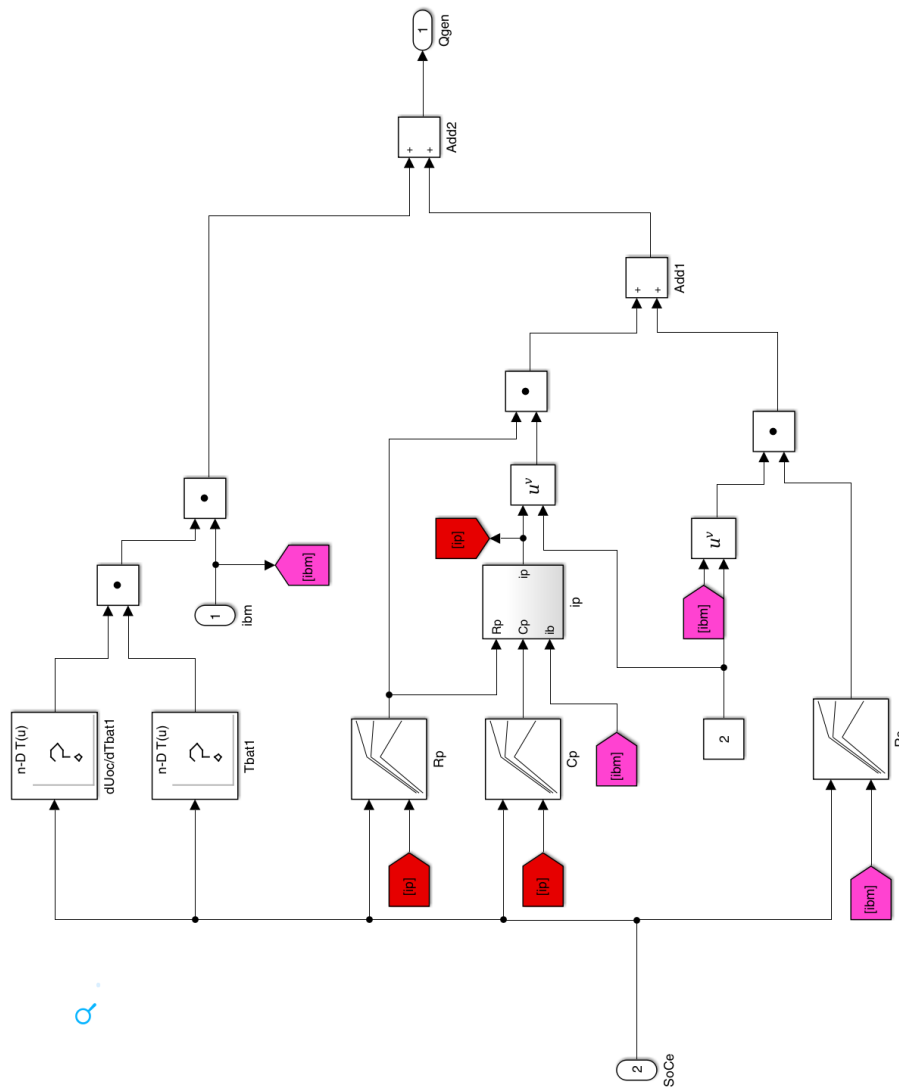 1
Qgen
+
+
Add2
+
+
Add1
u^v
[ip]
u^v
[ibm]
[ibm]
1
ibm
Rp
Cp
ib
ip
ip
n-D T(u)
?
dUoc/dTbat1
n-D T(u)
?
Tbat1
Rp
Cp
[ibm]
2
[ip]
[ip]
[ibm]
2
SoCe